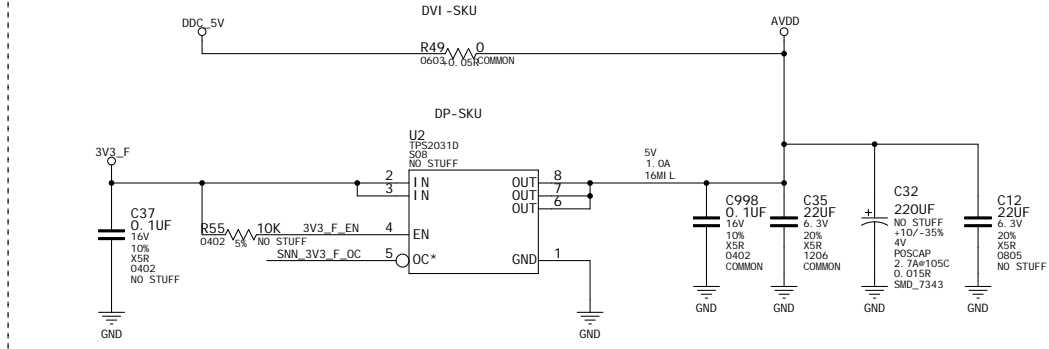 DVI-SKU
DDC_5V
AVDD
R49
0
0603
+0.05R
COMMON
DP-SKU
U2
TPS2031D
SO8
NO STUFF
3V3_F
2
IN
3
IN
OUT
8
OUT
7
OUT
6
5V
1.0A
16MIL
C37
0.1UF
16V
10%
X5R
0402
NO STUFF
R55
10K
0402
5%
NO STUFF
3V3_F_EN
4
EN
SNN_3V3_F_OC
5
OC*
GND
1
C998
0.1UF
16V
10%
X5R
0402
COMMON
C35
22UF
6.3V
20%
X5R
1206
COMMON
C32
+
220UF
NO STUFF
+10/-35%
4V
POSCAP
2.7A@105C
0.015R
SMD_7343
C12
22UF
6.3V
20%
X5R
0805
NO STUFF
GND
GND
GND
GND
GND
GND